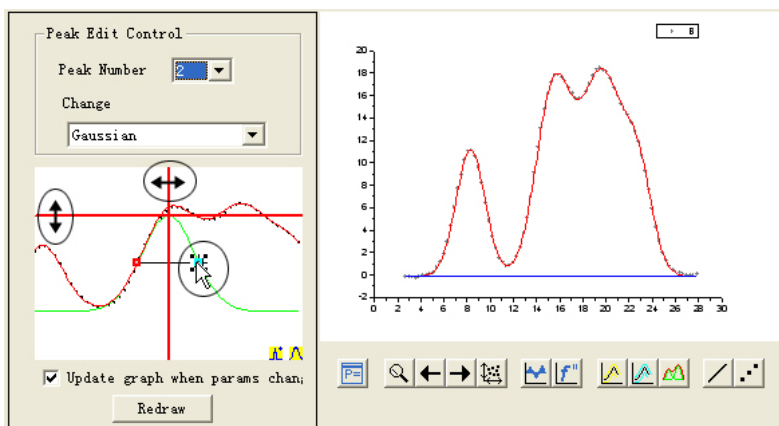 Peak Edit Control
Peak Number 2
Change
Gaussian
Update graph when params chan
Redraw
B
20
18
16
14
12
10
8
6
4
2
0
-2
0 2 4 6 8 10 12 14 16 18 20 22 24 26 28 30
P=
f"